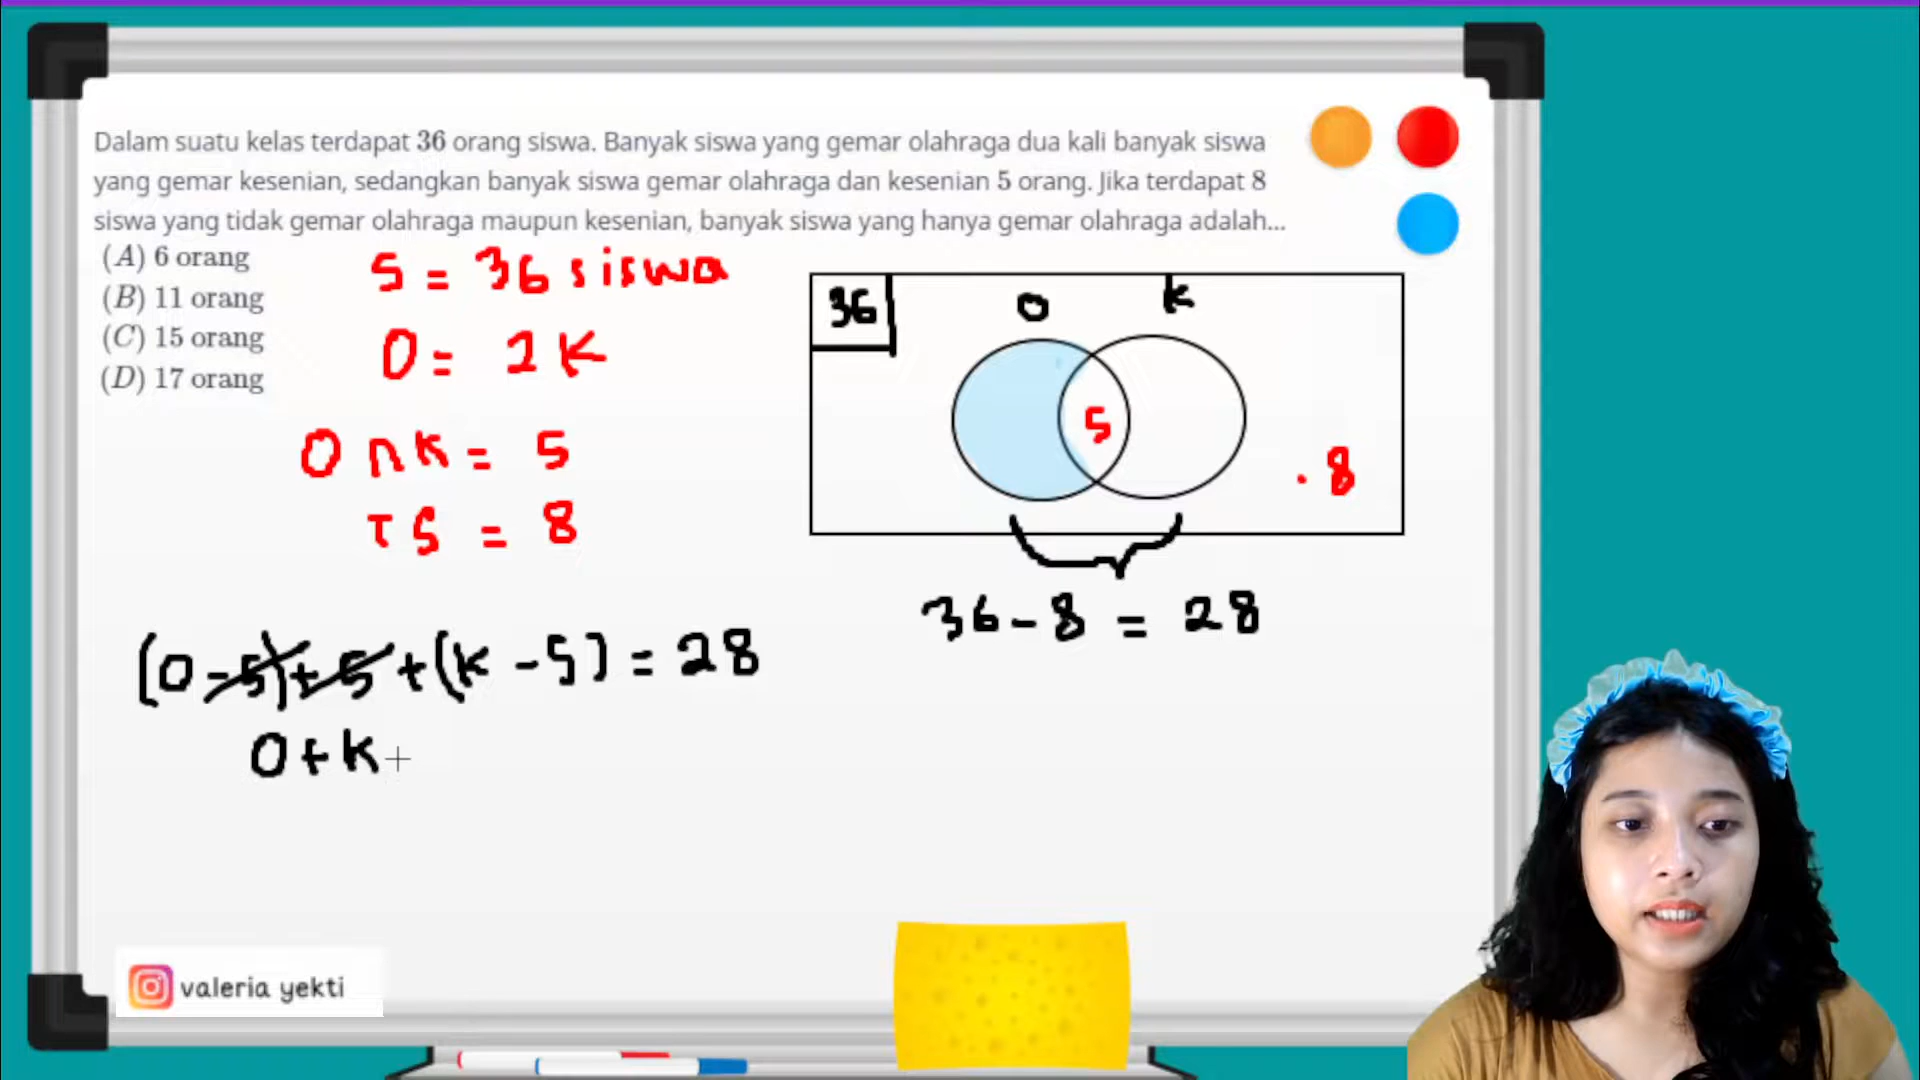 Dalam suatu kelas terdapat 36 orang siswa. Banyak siswa yang gemar olahraga dua kali banyak siswa
yang gemar kesenian, sedangkan banyak siswa gemar olahraga dan kesenian 5 orang. Jika terdapat 8
siswa yang tidak gemar olahraga maupun kesenian, banyak siswa yang hanya gemar olahraga adalah...
(A) 6 orang
(B) 11 orang
(C) 15 orang
(D) 17 orang
S = 36 siswa
O = 2K
O ∩ K = 5
TS = 8
36
O K
5
. 8
36 - 8 = 28
(O - 5) + 5 + (K - 5) = 28
O + K
valeria yekti